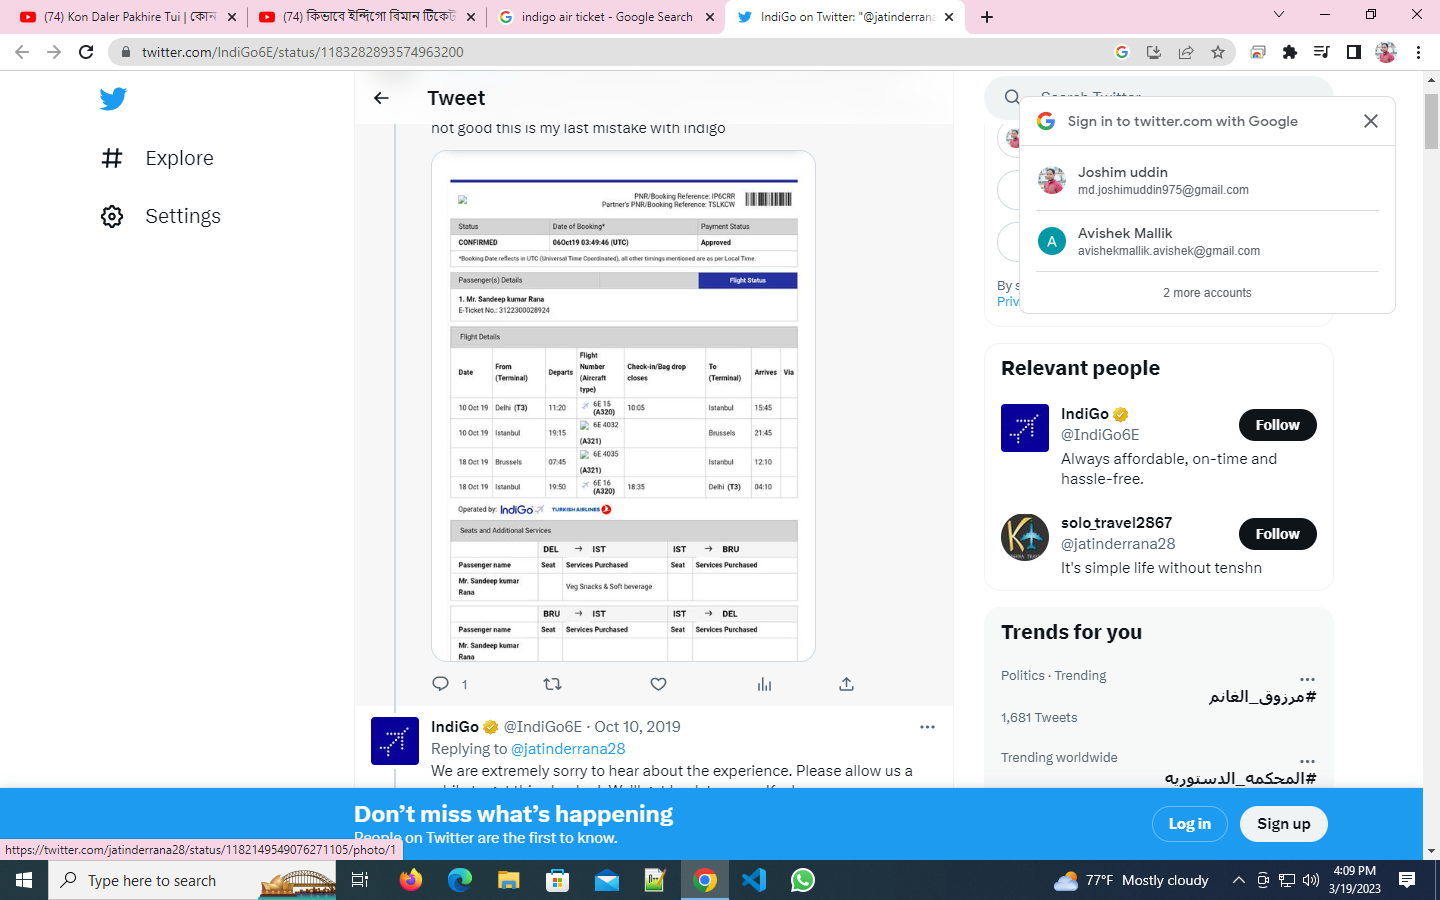 (74) Kon Daler Pakhire Tui | কোন
(74) কিভাবে ইন্দিগো বিমান টিকেট
indigo air ticket - Google Search
IndiGo on Twitter: "@jatinderrana
twitter.com/IndiGo6E/status/1183282893574963200
Explore
Settings
Tweet
not good this is my last mistake with indigo
PNR/Booking Reference: IP6CRR
Partner's PNR/Booking Reference: TSLKCW
Status Date of Booking* Payment Status
CONFIRMED 06Oct19 03:49:46 (UTC) Approved
*Booking Date reflects in UTC (Universal Time Coordinated), all other timings mentioned are as per Local Time.
Passenger(s) Details Flight Status
1. Mr. Sandeep kumar Rana
E-Ticket No.: 3122300028924
Flight Details
Date From (Terminal) Departs Flight Number (Aircraft type) Check-in/Bag drop closes To (Terminal) Arrives Via
10 Oct 19 Delhi (T3) 11:20 6E 15 (A320) 10:05 Istanbul 15:45
10 Oct 19 Istanbul 19:15 6E 4032 (A321) Brussels 21:45
18 Oct 19 Brussels 07:45 6E 4035 (A321) Istanbul 12:10
18 Oct 19 Istanbul 19:50 6E 16 (A320) 18:35 Delhi (T3) 04:10
Operated by: IndiGo TURKISH AIRLINES
Seats and Additional Services
DEL → IST IST → BRU
Passenger name Seat Services Purchased Seat Services Purchased
Mr. Sandeep kumar Rana Veg Snacks & Soft beverage
BRU → IST IST → DEL
Passenger name Seat Services Purchased Seat Services Purchased
Mr. Sandeep kumar
Rana
1
IndiGo @IndiGo6E · Oct 10, 2019
Replying to @jatinderrana28
We are extremely sorry to hear about the experience. Please allow us a
Search Twitter
Sign in to twitter.com with Google
Joshim uddin
md.joshimuddin975@gmail.com
A
Avishek Mallik
avishekmallik.avishek@gmail.com
2 more accounts
By s
Priv
Relevant people
IndiGo
@IndiGo6E
Follow
Always affordable, on-time and
hassle-free.
solo_travel2867
@jatinderrana28
Follow
It's simple life without tenshn
Trends for you
Politics · Trending
#مرزوق_الغانم
1,681 Tweets
Trending worldwide
#المحكمه_الدستوريه
Don't miss what's happening
People on Twitter are the first to know.
Log in
Sign up
https://twitter.com/jatinderrana28/status/1182149549076271105/photo/1
Type here to search
77°F Mostly cloudy
4:09 PM
3/19/2023